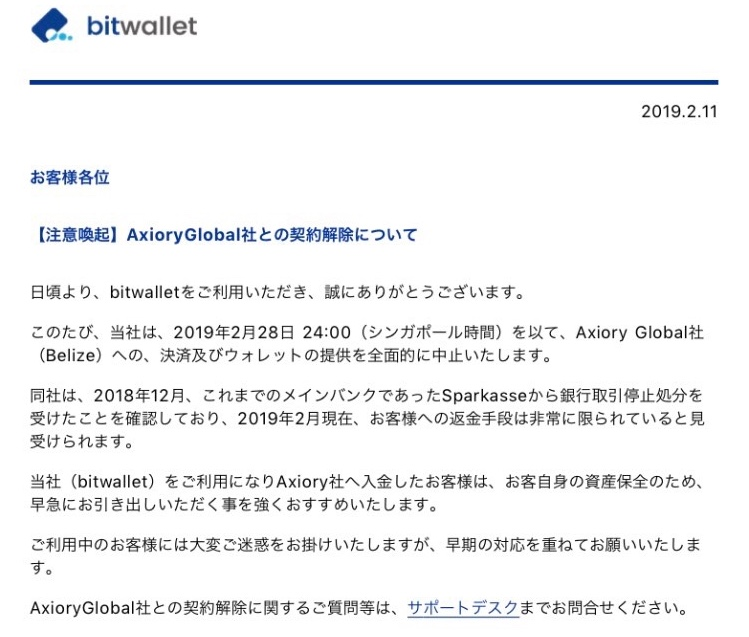 bitwallet
2019.2.11
お客様各位
【注意喚起】AxioryGlobal社との契約解除について
日頃より、bitwalletをご利用いただき、誠にありがとうございます。
このたび、当社は、2019年2月28日 24:00（シンガポール時間）を以て、Axiory Global社
（Belize）への、決済及びウォレットの提供を全面的に中止いたします。
同社は、2018年12月、これまでのメインバンクであったSparkasseから銀行取引停止処分を
受けたことを確認しており、2019年2月現在、お客様への返金手段は非常に限られていると見
受けられます。
当社（bitwallet）をご利用になりAxiory社へ入金したお客様は、お客自身の資産保全のため、
早急にお引き出しいただく事を強くおすすめいたします。
ご利用中のお客様には大変ご迷惑をお掛けいたしますが、早期の対応を重ねてお願いいたしま
す。
AxioryGlobal社との契約解除に関するご質問等は、サポートデスクまでお問合せください。